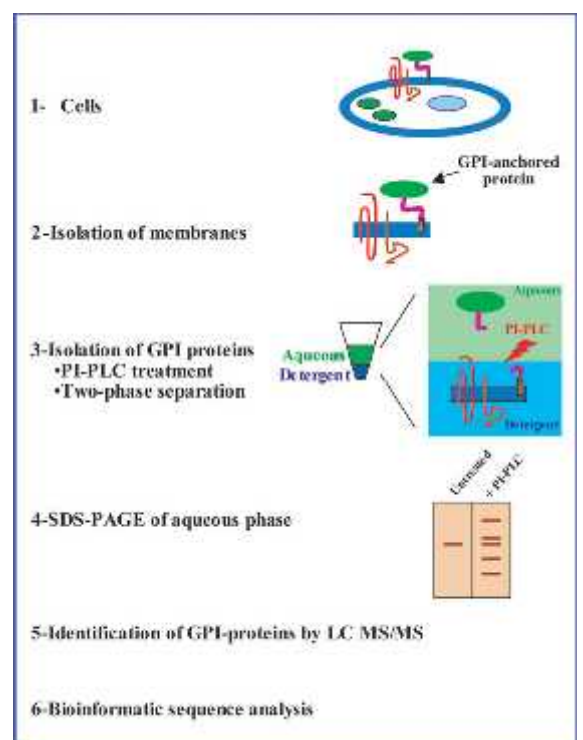 1- Cells
GPI-anchored
protein
2-Isolation of membranes
3-Isolation of GPI proteins
•PI-PLC treatment
•Two-phase separation
Aqueous
Detergent
Aqueous
PI-PLC
Detergent
Untreated
+ PI-PLC
4-SDS-PAGE of aqueous phase
5-Identification of GPI-proteins by LC MS/MS
6-Bioinformatic sequence analysis